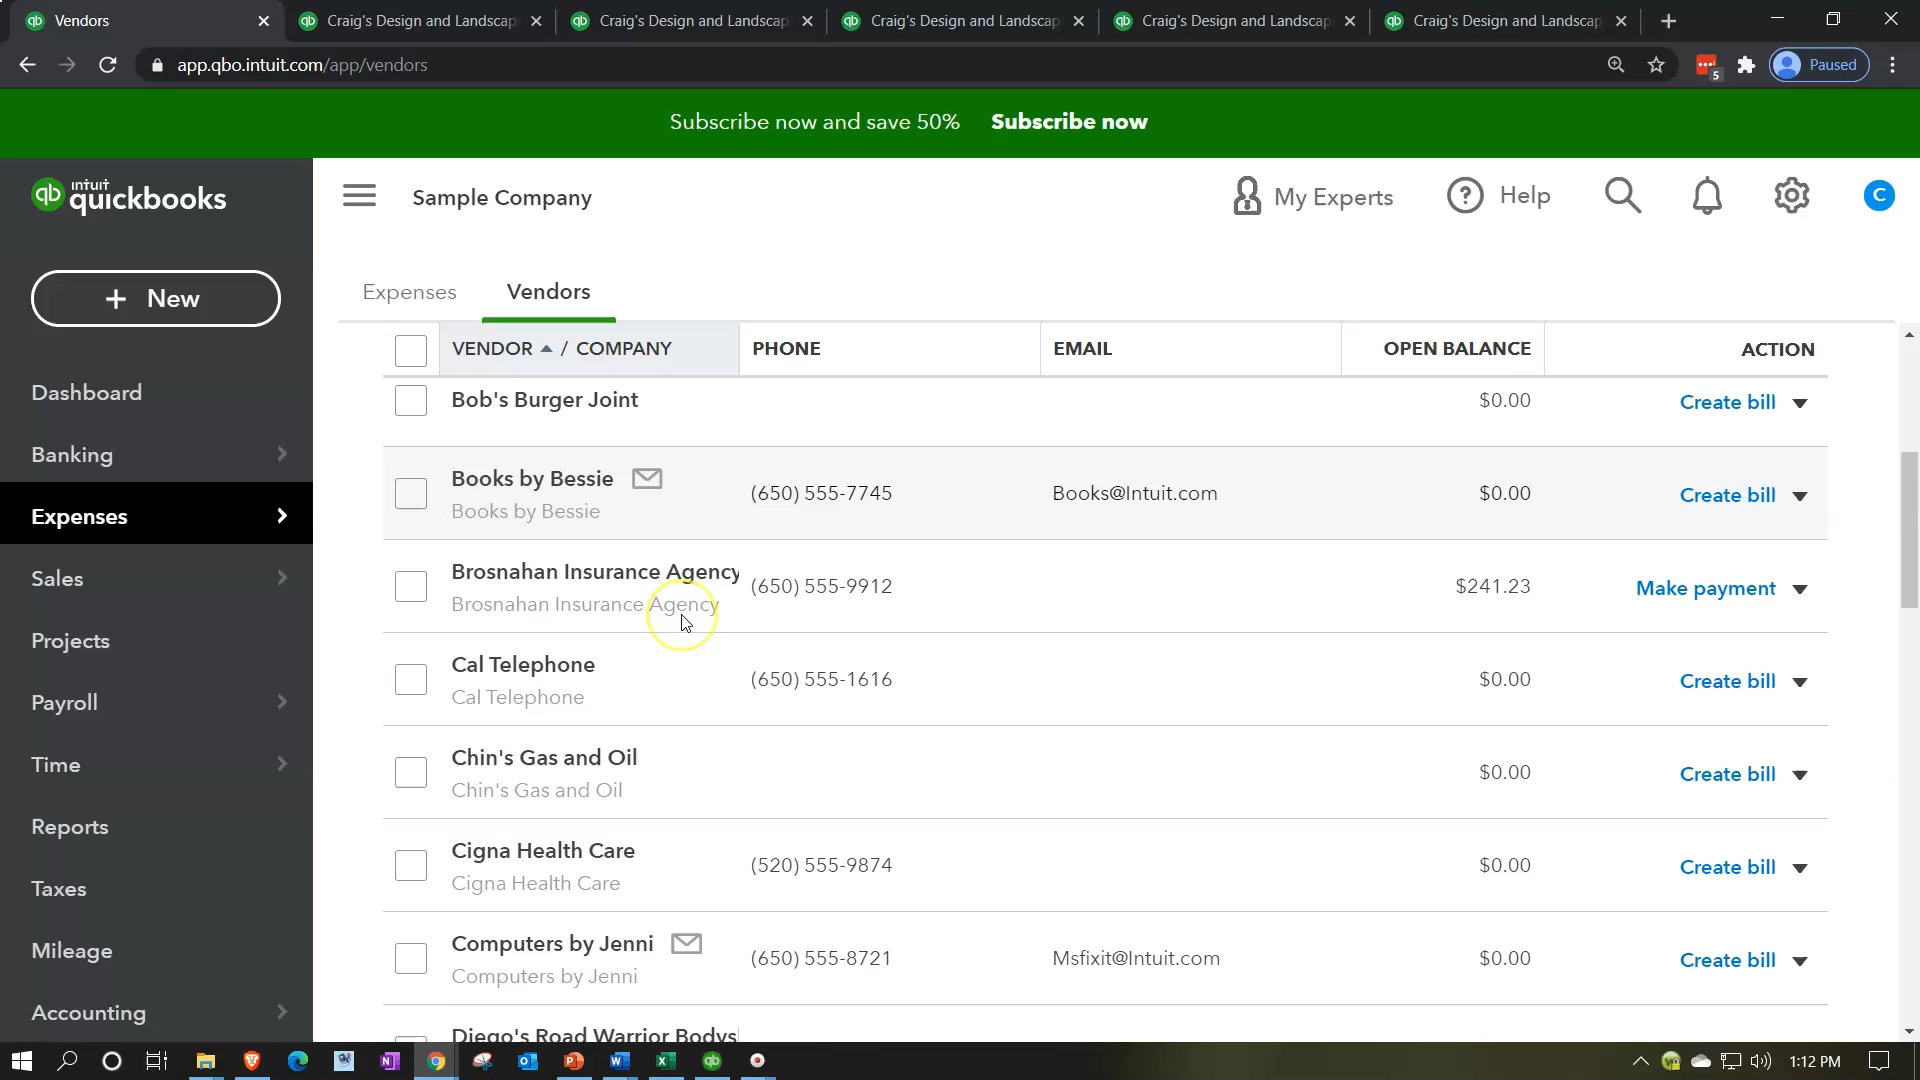 Vendors
Craig's Design and Landscap
Craig's Design and Landscap
Craig's Design and Landscap
Craig's Design and Landscap
Craig's Design and Landscap
app.qbo.intuit.com/app/vendors
5
Paused
Subscribe now and save 50% Subscribe now
qb intuit quickbooks
Sample Company
My Experts
Help
C
+ New
Expenses Vendors
VENDOR / COMPANY PHONE EMAIL OPEN BALANCE ACTION
Dashboard
Banking
Expenses
Sales
Projects
Payroll
Time
Reports
Taxes
Mileage
Accounting
Bob's Burger Joint $0.00 Create bill
Books by Bessie
Books by Bessie
(650) 555-7745 Books@Intuit.com $0.00 Create bill
Brosnahan Insurance Agency
Brosnahan Insurance Agency
(650) 555-9912 $241.23 Make payment
Cal Telephone
Cal Telephone
(650) 555-1616 $0.00 Create bill
Chin's Gas and Oil
Chin's Gas and Oil
$0.00 Create bill
Cigna Health Care
Cigna Health Care
(520) 555-9874 $0.00 Create bill
Computers by Jenni
Computers by Jenni
(650) 555-8721 Msfixit@Intuit.com $0.00 Create bill
Diego's Road Warrior Bodys
1:12 PM